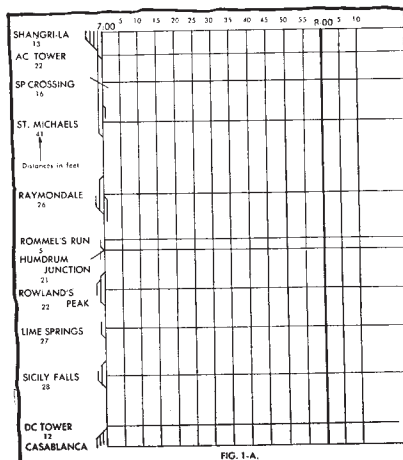 7:00 5 10 15 20 25 30 35 40 45 50 55 8:00 5 10
SHANGRI-LA
13
AC TOWER
22
SP CROSSING
16
ST. MICHAELS
41
Distances in feet
RAYMONDALE
26
ROMMEL'S RUN
5
HUMDRUM
JUNCTION
21
ROWLAND'S
PEAK
22
LIME SPRINGS
27
SICILY FALLS
28
DC TOWER
12
CASABLANCA
FIG. 1-A.